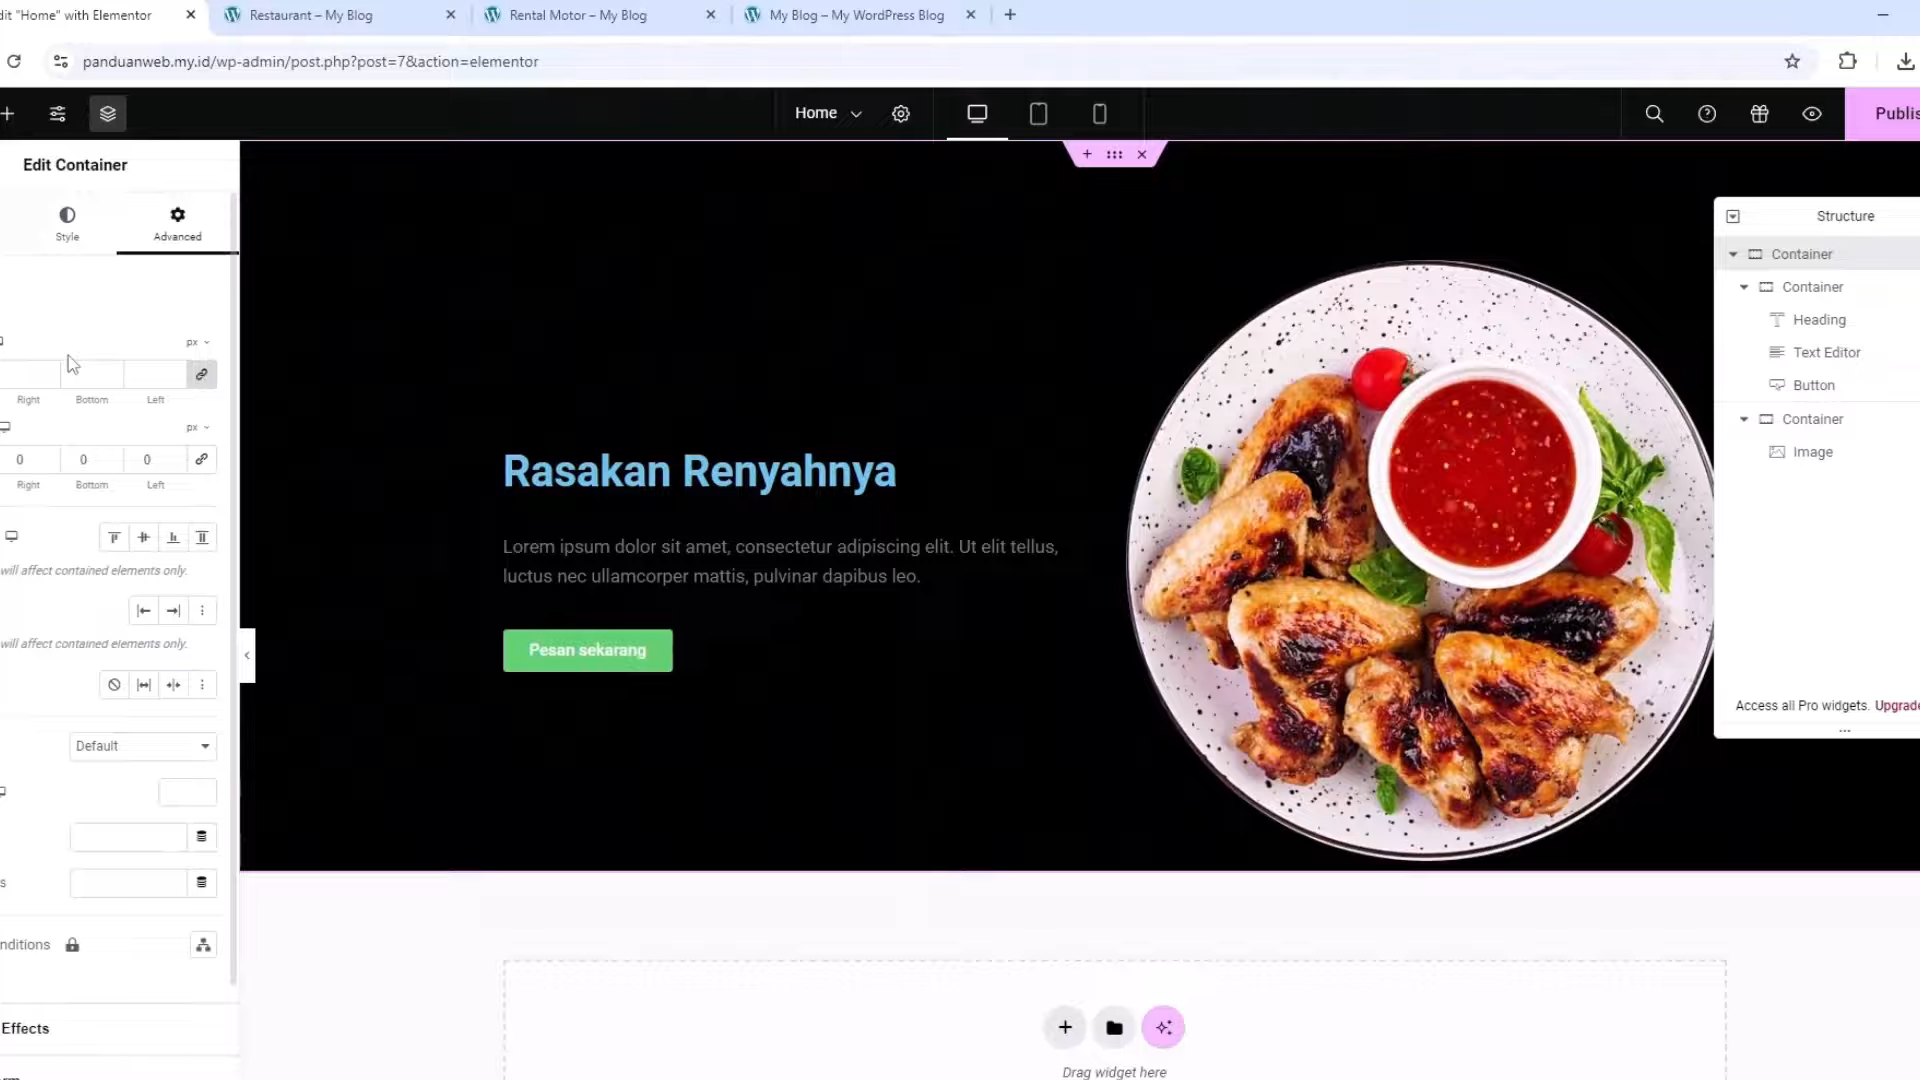 dit "Home" with Elementor
Restaurant – My Blog
Rental Motor – My Blog
My Blog – My WordPress Blog
panduanweb.my.id/wp-admin/post.php?post=7&action=elementor
Home
Publis
Edit Container
Style
Advanced
px
Right
Bottom
Left
px
0
0
0
Right
Bottom
Left
will affect contained elements only.
will affect contained elements only.
Default
s
nditions
Effects
Rasakan Renyahnya
Lorem ipsum dolor sit amet, consectetur adipiscing elit. Ut elit tellus,
luctus nec ullamcorper mattis, pulvinar dapibus leo.
Pesan sekarang
Drag widget here
Structure
Container
Container
Heading
Text Editor
Button
Container
Image
Access all Pro widgets. Upgrade